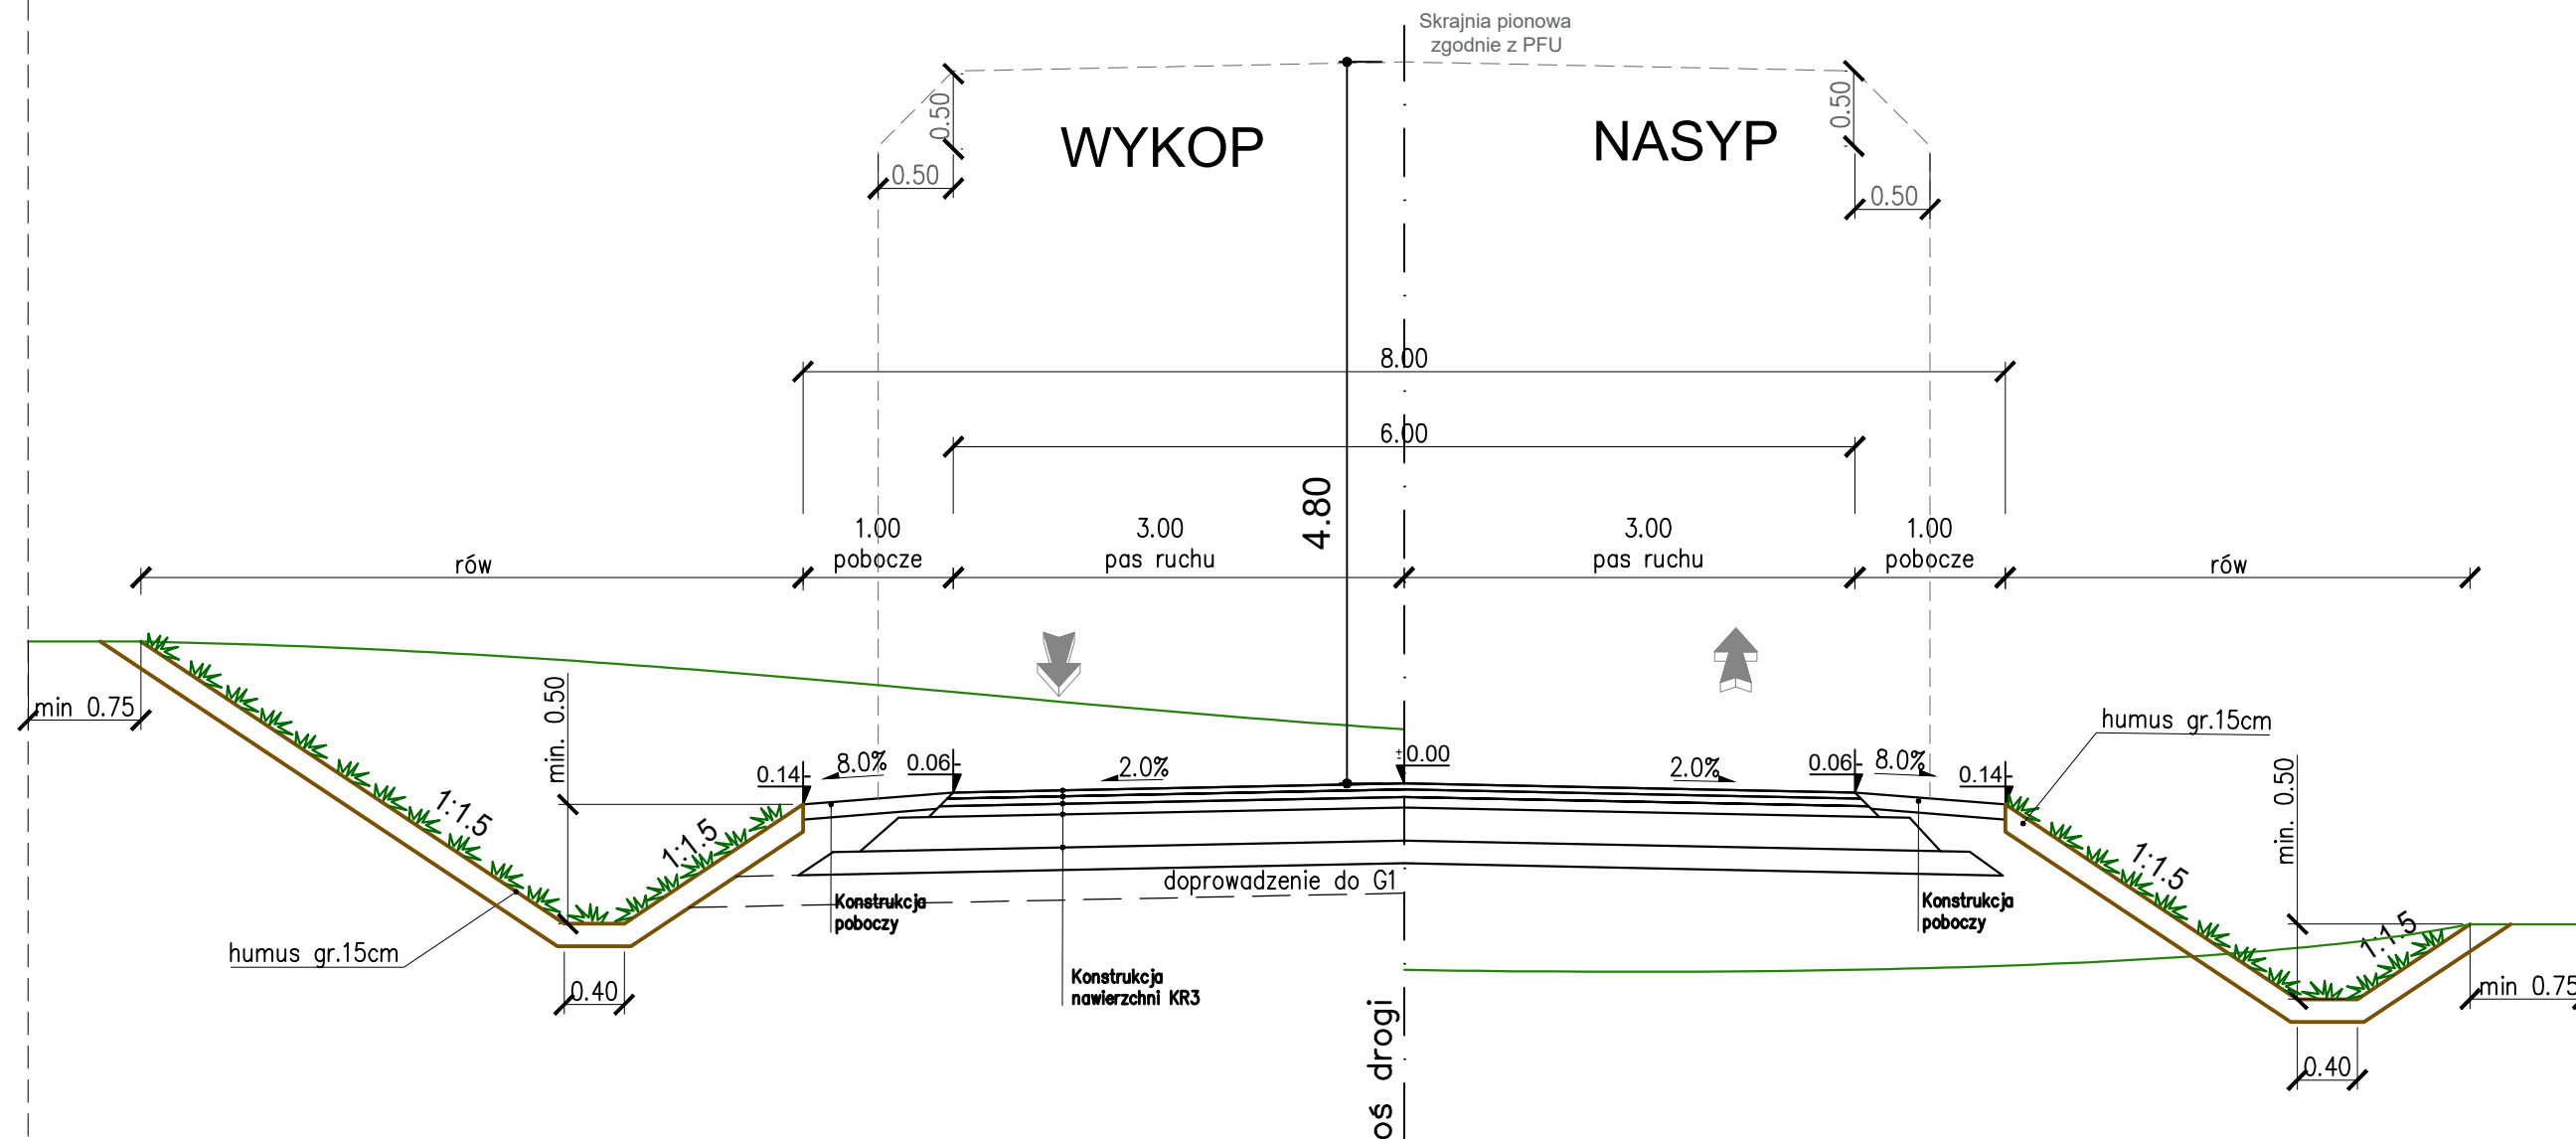 Skrajnia pionowa
zgodnie z PFU
0.50
0.50
WYKOP
NASYP
0.50
0.50
8.00
6.00
4.80
1.00
3.00
3.00
1.00
rów
pobocze
pas ruchu
pas ruchu
pobocze
rów
min 0.75
min. 0.50
humus gr.15cm
0.14-
8.0%
0.06-
2.0%
±0.00
2.0%
0.06-
8.0%
0.14-
min. 0.50
1:1.5
1:1.5
1:1.5
1:1.5
doprowadzenie do G1
Konstrukcja
poboczy
Konstrukcja
poboczy
humus gr.15cm
Konstrukcja
nawierzchni KR3
0.40
min 0.75
oś drogi
0.40